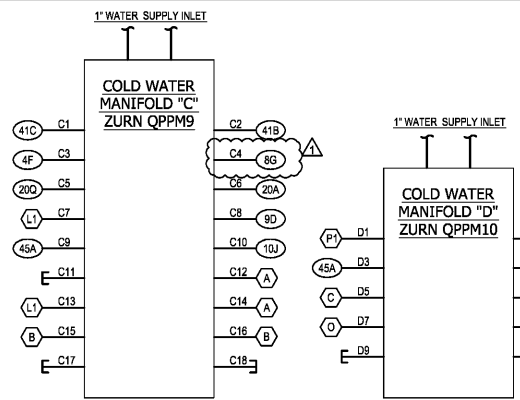 1" WATER SUPPLY INLET
COLD WATER
MANIFOLD "C"
ZURN QPPM9
41C C1
C2 41B
4F C3
C4 8G
1
20Q C5
C6 20A
L1 C7
C8 9D
45A C9
C10 10J
C11
C12 A
L1 C13
C14 A
B C15
C16 B
C17
C18
1" WATER SUPPLY INLET
COLD WATER
MANIFOLD "D"
ZURN QPPM10
P1 D1
45A D3
C D5
O D7
D9